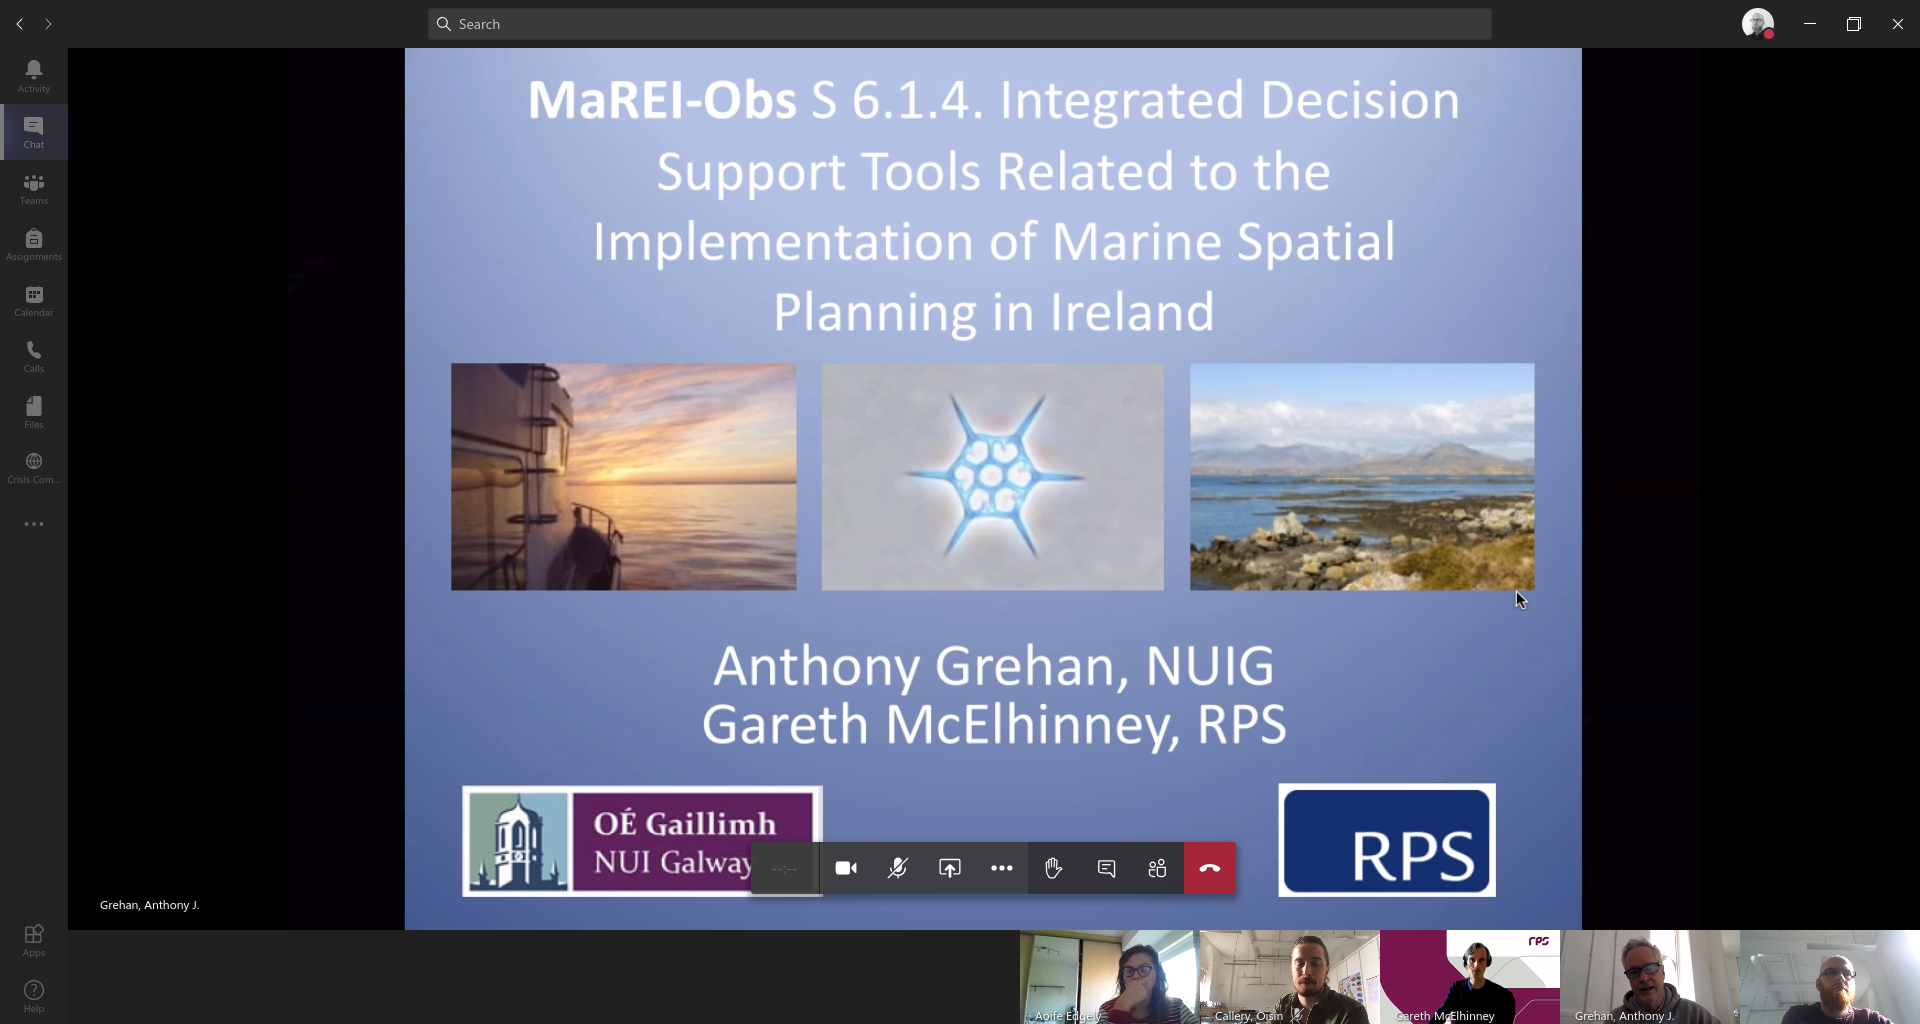 Search
Activity
Chat
Teams
Assignments
Calendar
Calls
Files
Crisis Com...
Apps
Help
MaREI-Obs S 6.1.4. Integrated Decision
Support Tools Related to the
Implementation of Marine Spatial
Planning in Ireland
Anthony Grehan, NUIG
Gareth McElhinney, RPS
OÉ Gaillimh
NUI Galway
RPS
--:--
Grehan, Anthony J.
rps
Aoife Edgely
Callery, Oisín
Gareth McElhinney
Grehan, Anthony J.